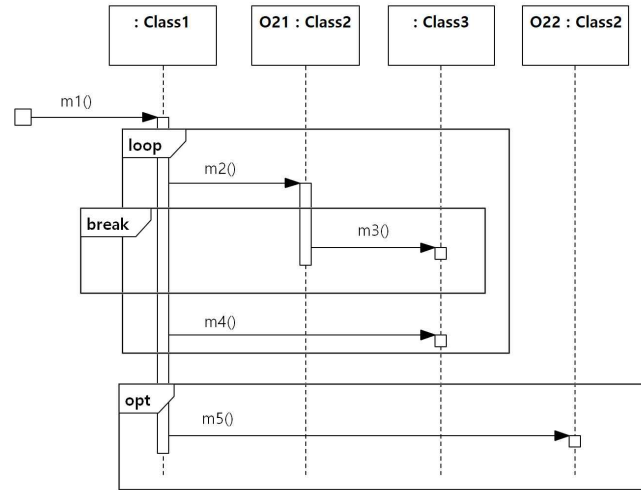 : Class1
O21 : Class2
: Class3
O22 : Class2
m1()
loop
m2()
break
m3()
m4()
opt
m5()